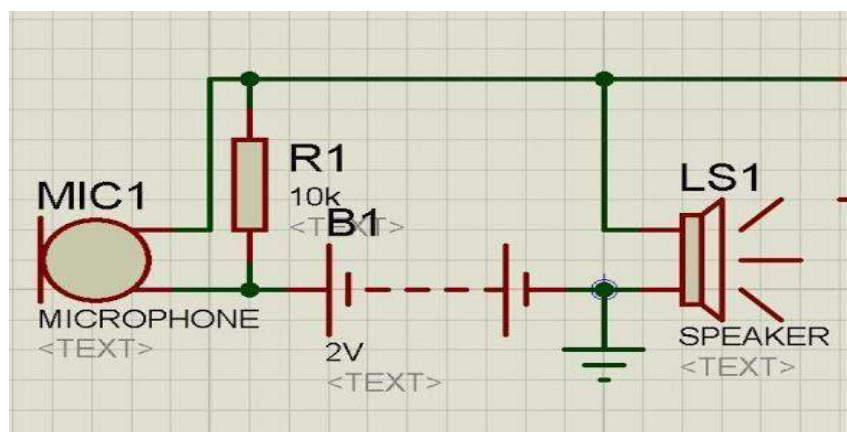 MIC1
MICROPHONE
<TEXT>
R1
10k
<TEXT>
B1
2V
<TEXT>
LS1
SPEAKER
<TEXT>